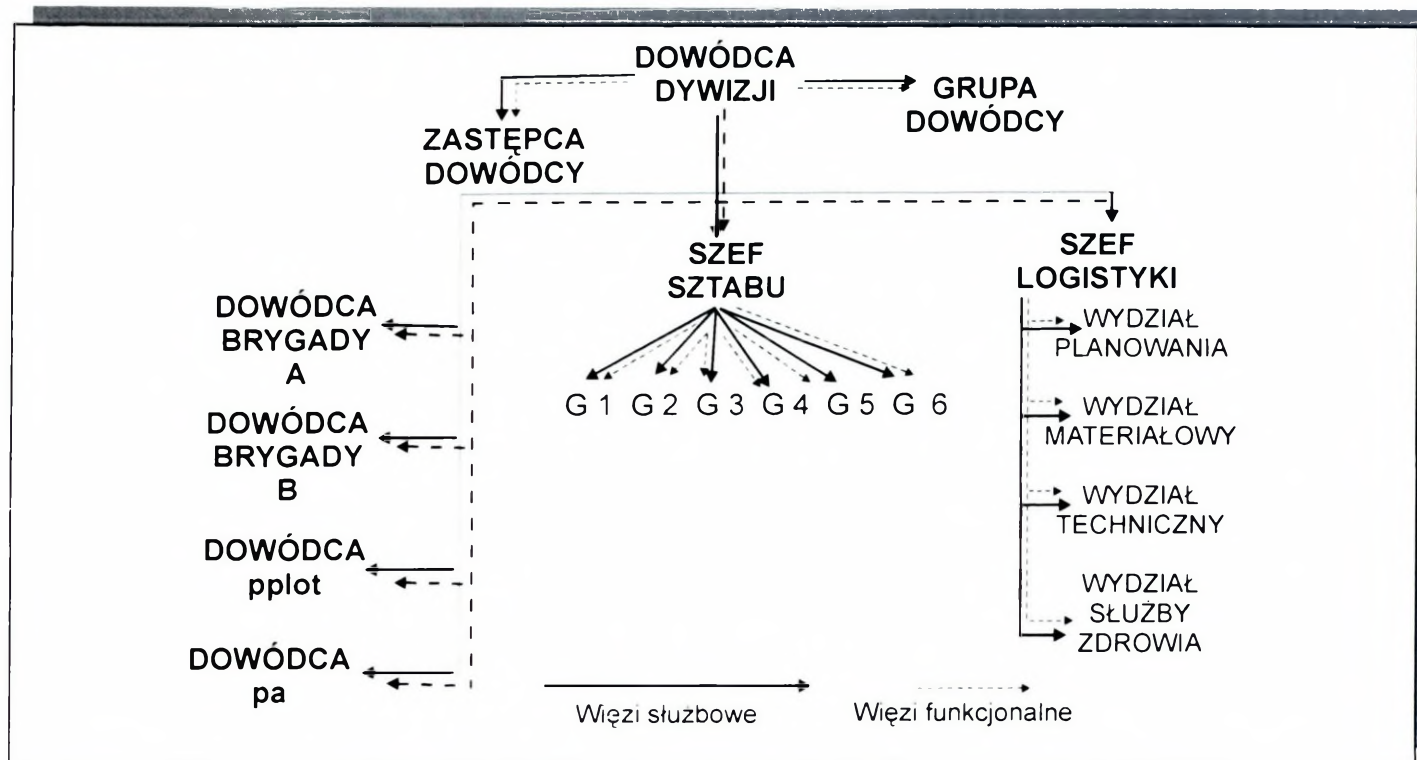 DOWÓDCA
DYWIZJI
GRUPA
DOWÓDCY
ZASTĘPCA
DOWÓDCY
SZEF
SZTABU
SZEF
LOGISTYKI
DOWÓDCA
BRYGADY
A
DOWÓDCA
BRYGADY
B
DOWÓDCA
pplot
DOWÓDCA
pa
G 1 G 2 G 3 G 4 G 5 G 6
WYDZIAŁ
PLANOWANIA
WYDZIAŁ
MATERIAŁOWY
WYDZIAŁ
TECHNICZNY
WYDZIAŁ
SŁUŻBY
ZDROWIA
Więzi służbowe
Więzi funkcjonalne